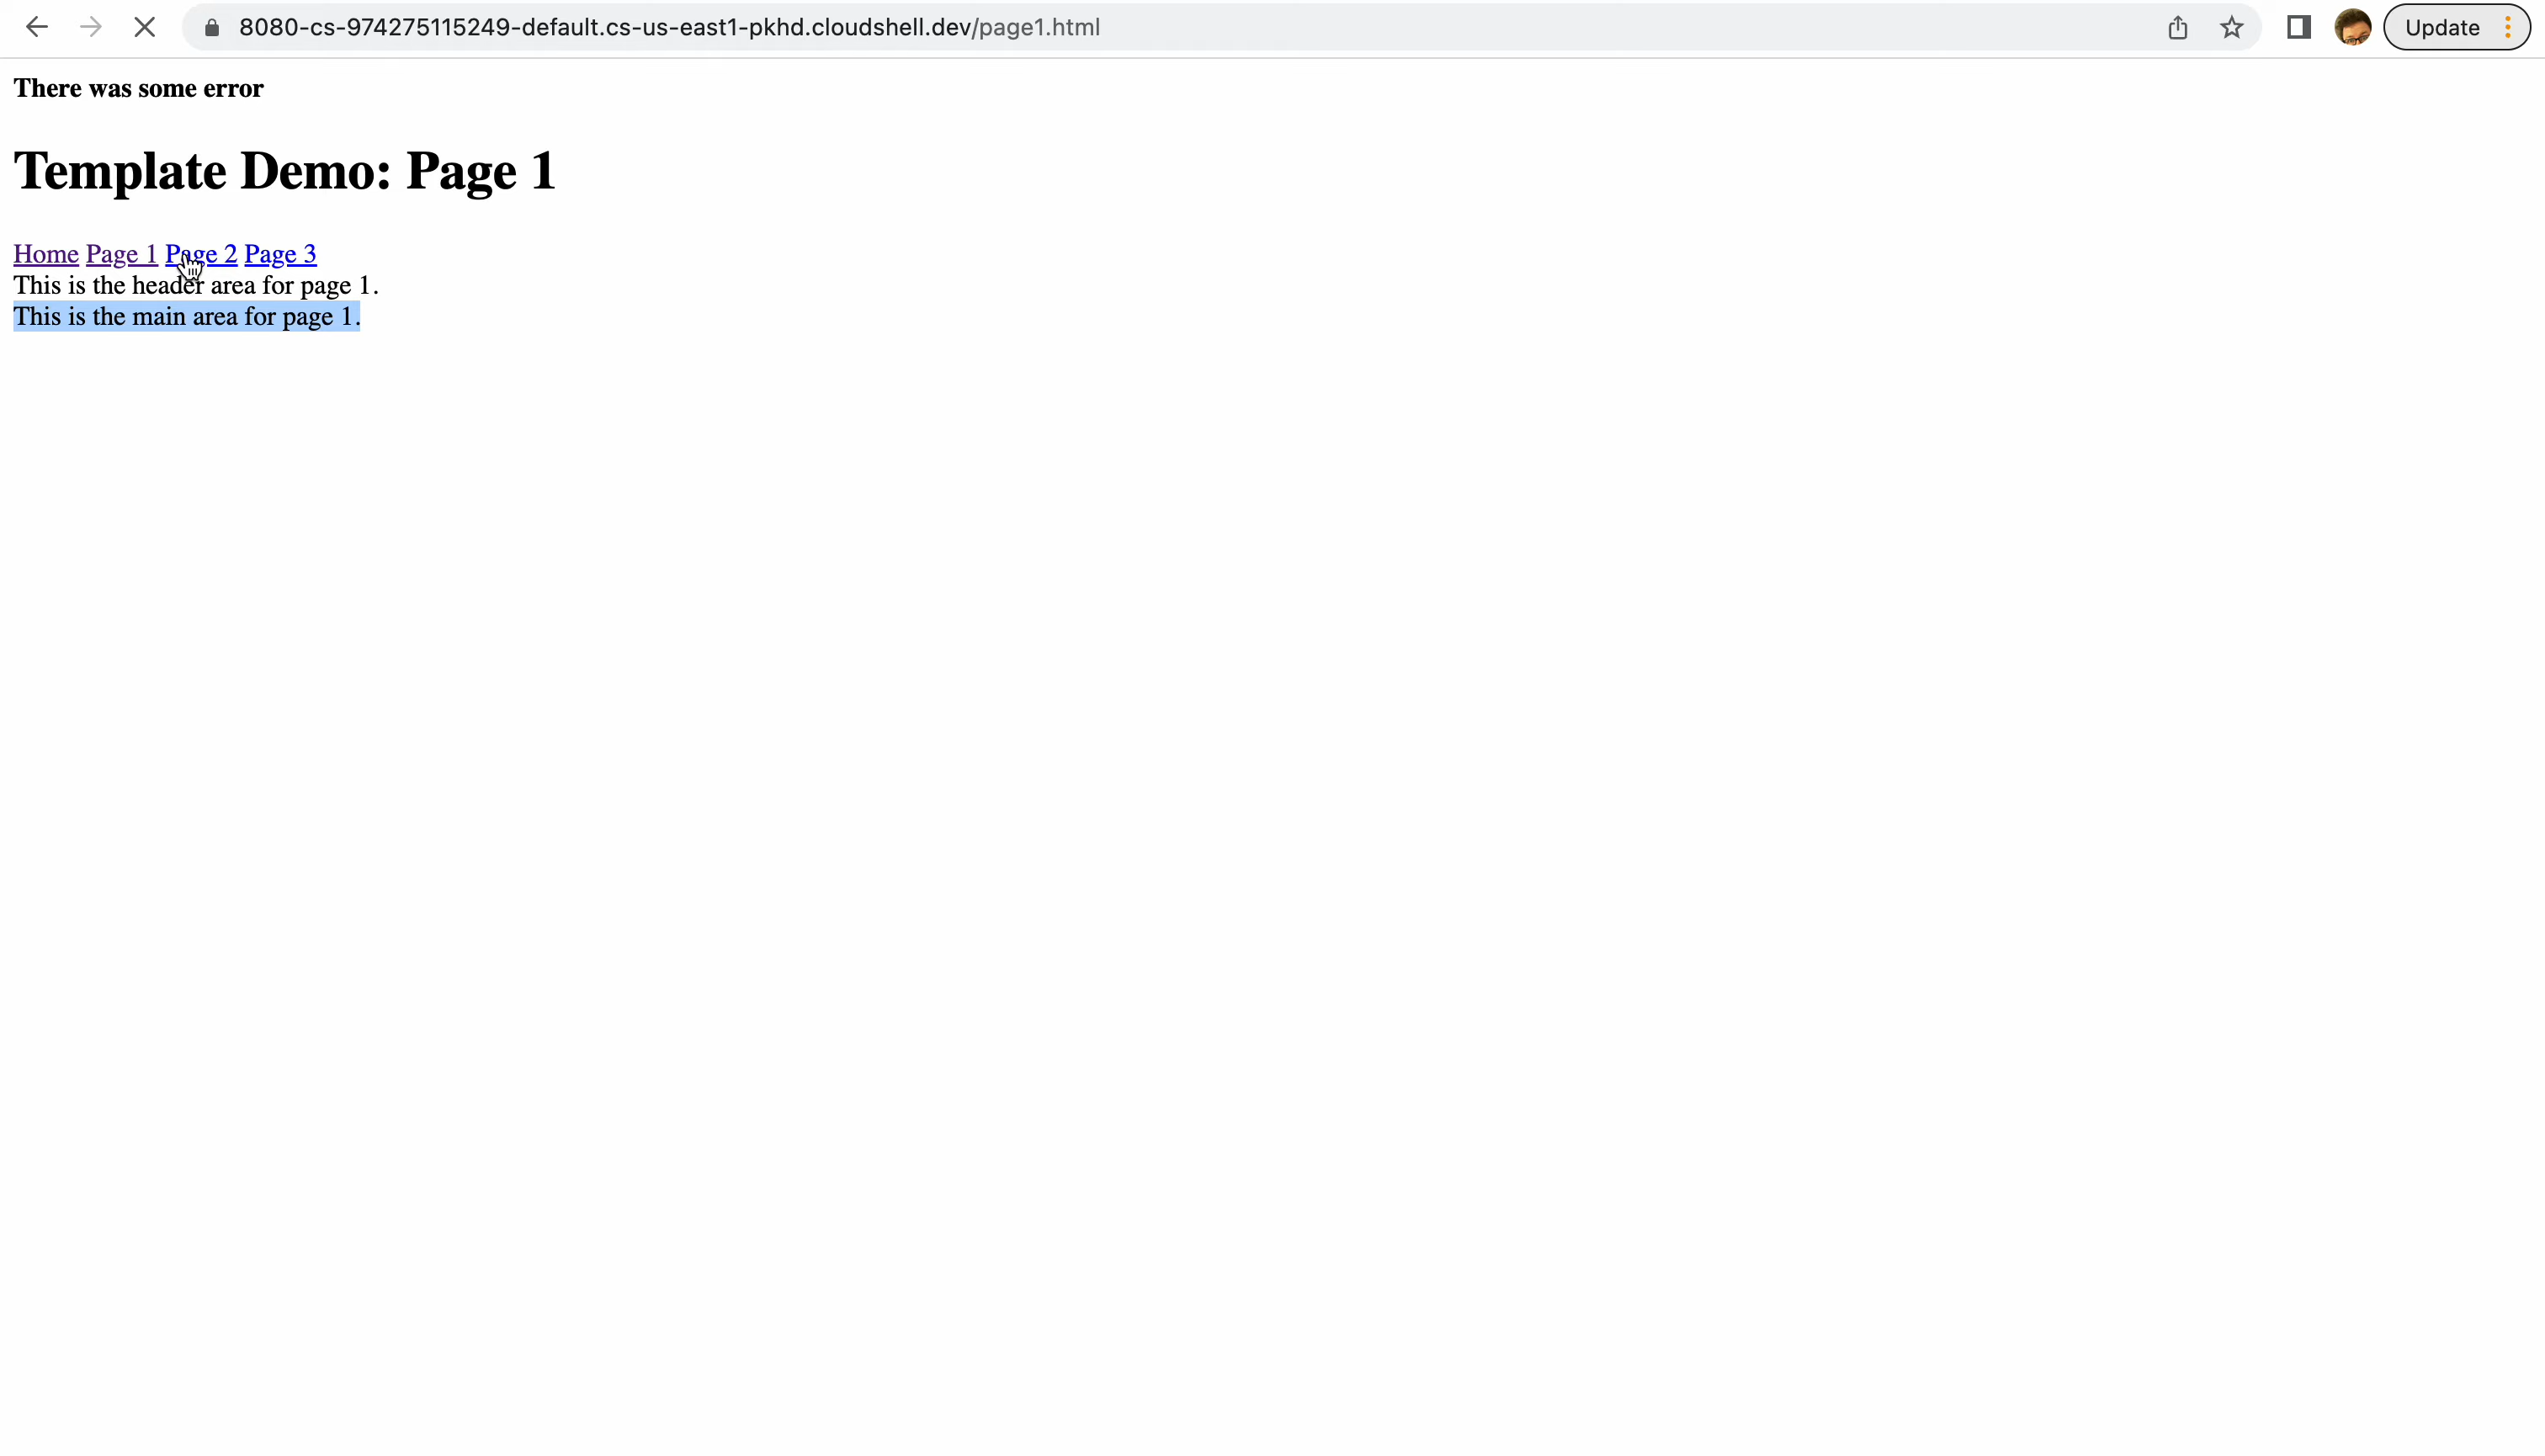 8080-cs-974275115249-default.cs-us-east1-pkhd.cloudshell.dev/page1.html
Update
There was some error
Template Demo: Page 1
Home Page 1 Page 2 Page 3
This is the header area for page 1.
This is the main area for page 1.